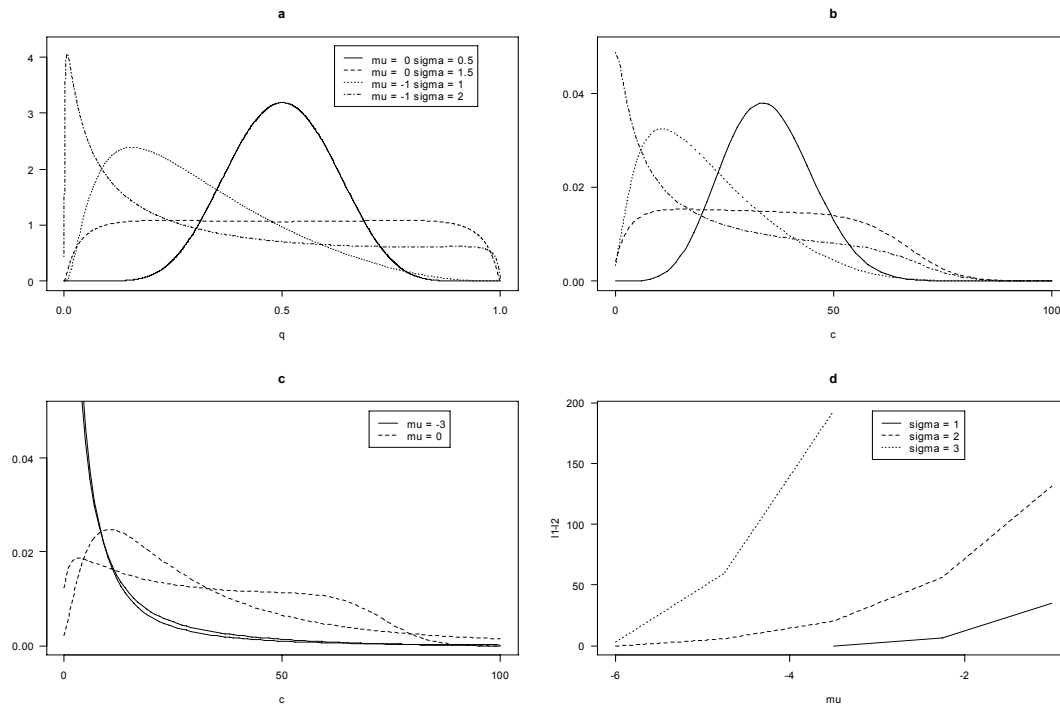 a
4
3
2
1
0
0.0 0.5 1.0
q
mu = 0 sigma = 0.5
mu = 0 sigma = 1.5
mu = -1 sigma = 1
mu = -1 sigma = 2
b
0.04
0.02
0.00
0 50 100
c
c
0.04
0.02
0.00
0 50 100
c
mu = -3
mu = 0
d
200
150
100
50
0
l1-l2
-6 -4 -2
mu
sigma = 1
sigma = 2
sigma = 3